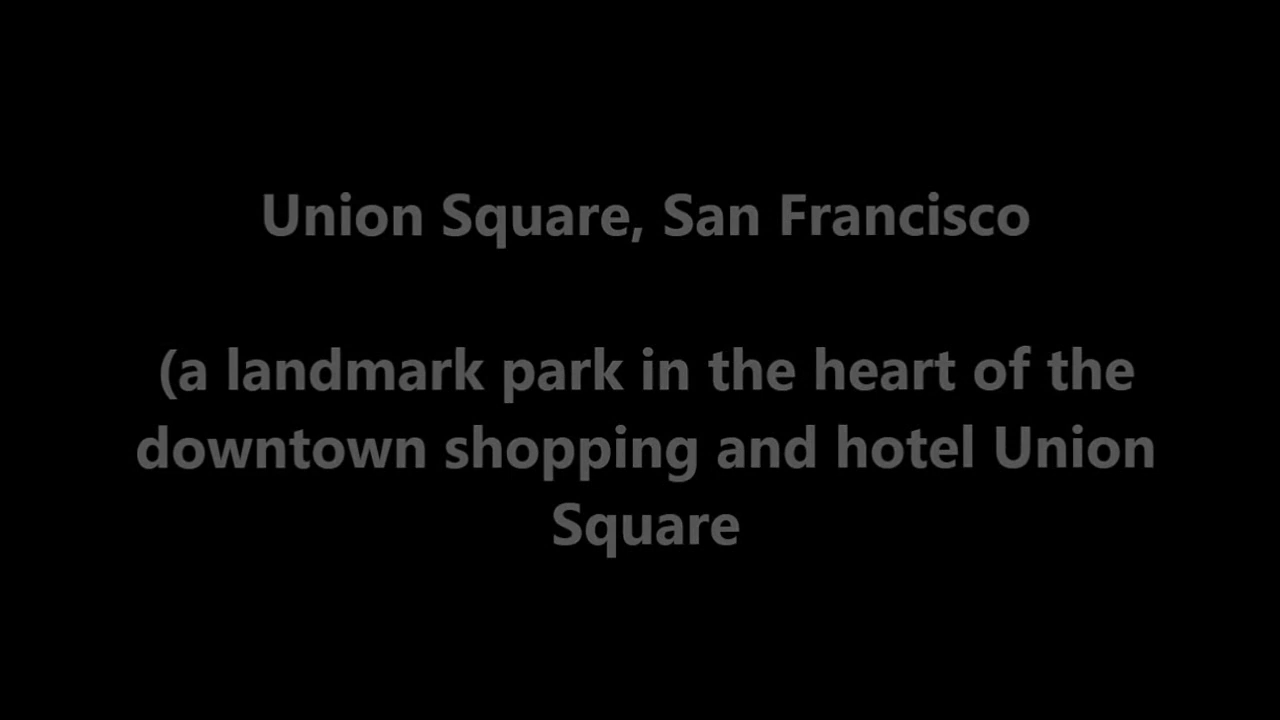 Union Square, San Francisco
(a landmark park in the heart of the
downtown shopping and hotel Union
Square